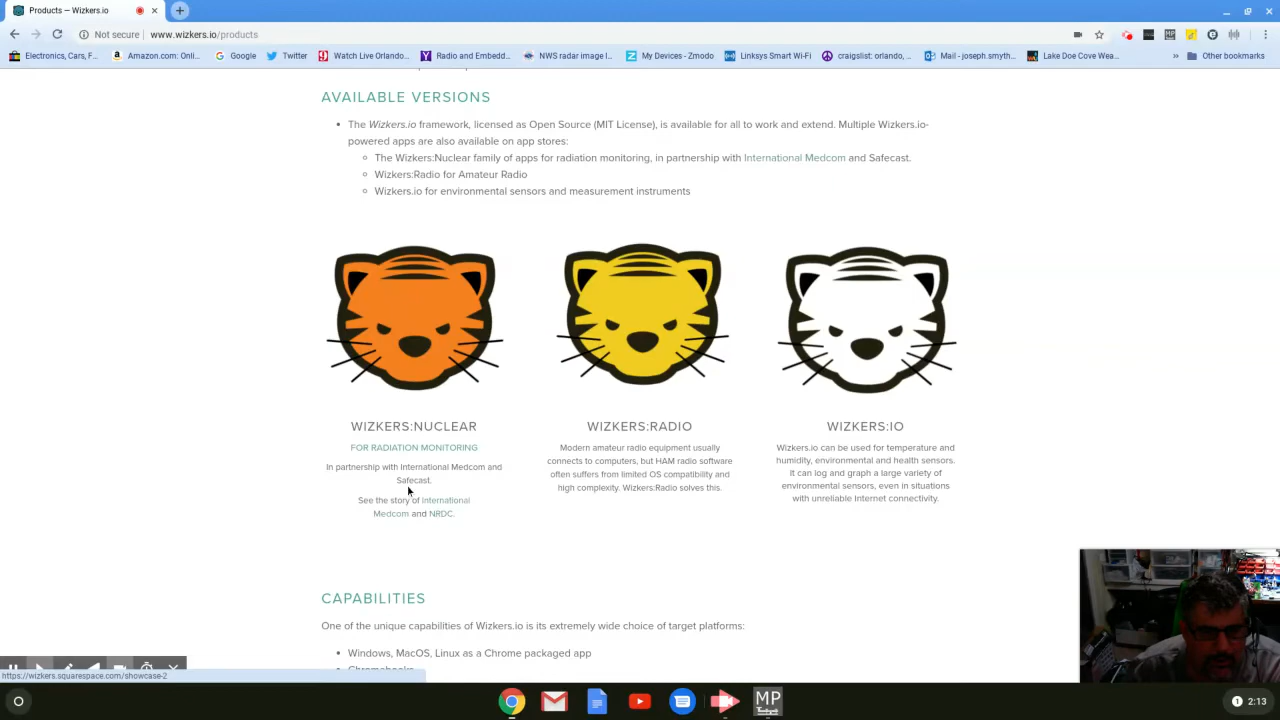 Products — Wizkers.io
Not secure
www.wizkers.io/products
Electronics, Cars, F...
Amazon.com: Onli...
Google
Twitter
Watch Live Orlando...
Radio and Embedd...
NWS radar image l...
My Devices - Zmodo
Linksys Smart Wi-Fi
craigslist: orlando, ...
Mail - joseph.smyth...
Lake Doe Cove Wea...
»
Other bookmarks
AVAILABLE VERSIONS
• The Wizkers.io framework, licensed as Open Source (MIT License), is available for all to work and extend. Multiple Wizkers.io-
powered apps are also available on app stores:
The Wizkers:Nuclear family of apps for radiation monitoring, in partnership with International Medcom and Safecast.
Wizkers:Radio for Amateur Radio
Wizkers.io for environmental sensors and measurement instruments
WIZKERS:NUCLEAR
FOR RADIATION MONITORING
In partnership with International Medcom and
Safecast.
See the story of International
Medcom and NRDC.
WIZKERS:RADIO
Modern amateur radio equipment usually
connects to computers, but HAM radio software
often suffers from limited OS compatibility and
high complexity. Wizkers:Radio solves this.
WIZKERS:IO
Wizkers.io can be used for temperature and
humidity, environmental and health sensors.
It can log and graph a large variety of
environmental sensors, even in situations
with unreliable Internet connectivity.
CAPABILITIES
One of the unique capabilities of Wizkers.io is its extremely wide choice of target platforms:
• Windows, MacOS, Linux as a Chrome packaged app
• Chromebooks
https://wizkers.squarespace.com/showcase-2
MP
1
2:13